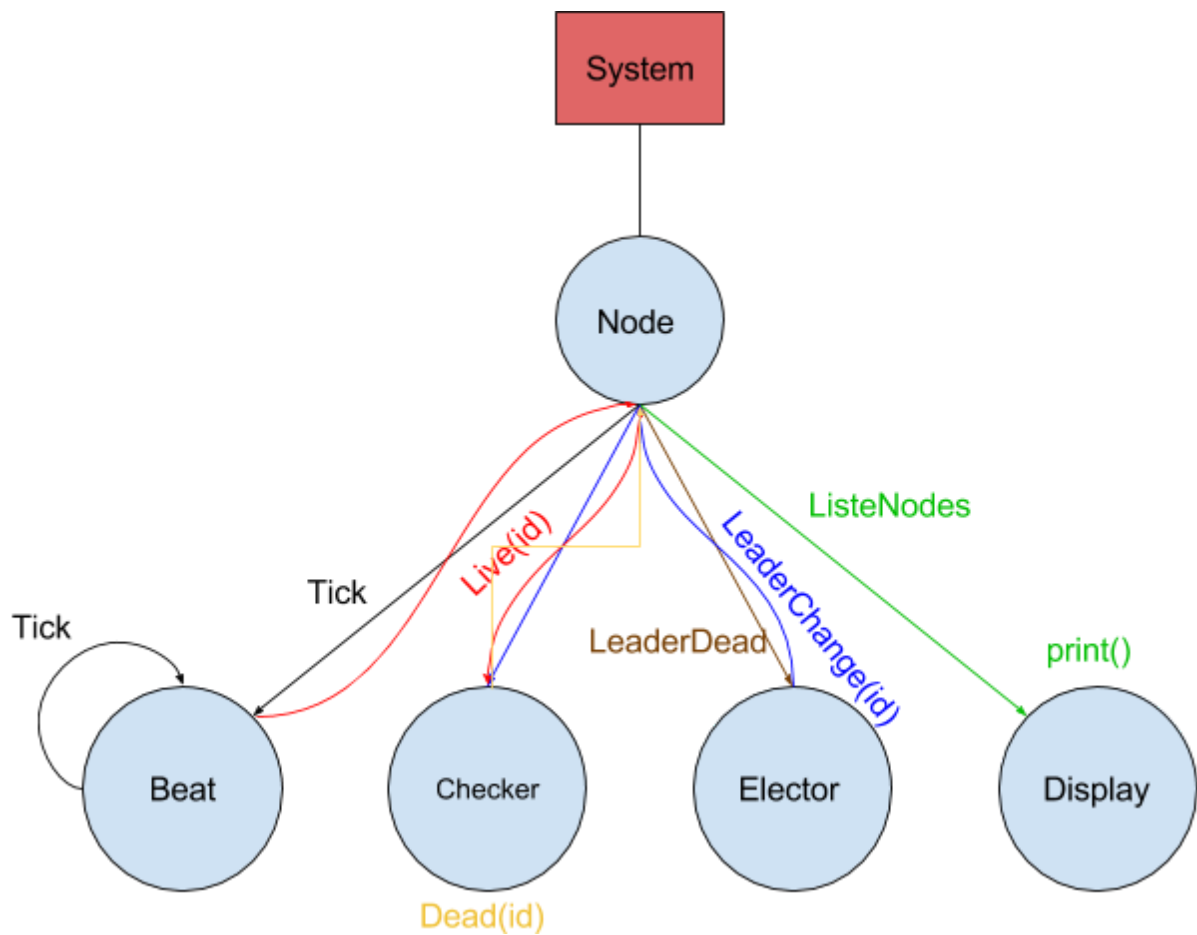 System
Node
ListeNodes
LeaderChange(id)
Live(id)
Tick
Tick
LeaderDead
print()
Beat
Checker
Elector
Display
Dead(id)